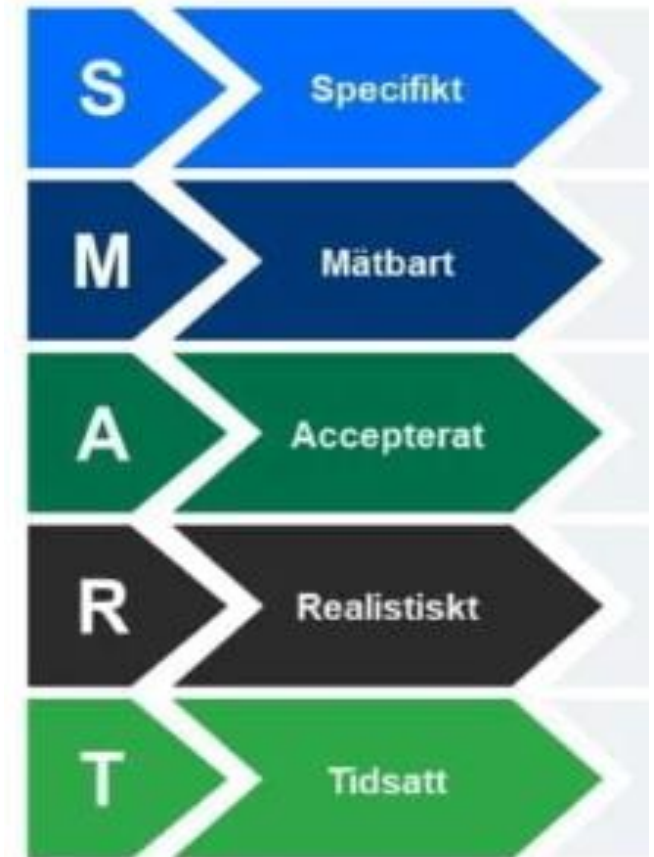 S Specifikt
M Mätbart
A Accepterat
R Realistiskt
T Tidsatt